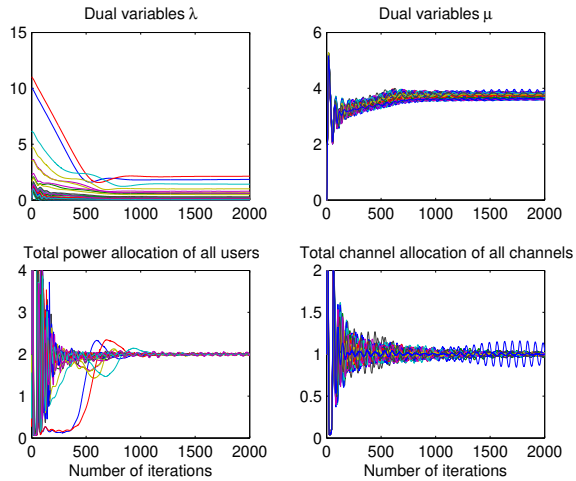 Dual variables λ
15
10
5
0
0 500 1000 1500 2000
Dual variables μ
6
4
2
0
0 500 1000 1500 2000
Total power allocation of all users
4
3
2
1
0
0 500 1000 1500 2000
Number of iterations
Total channel allocation of all channels
2
1.5
1
0.5
0
0 500 1000 1500 2000
Number of iterations